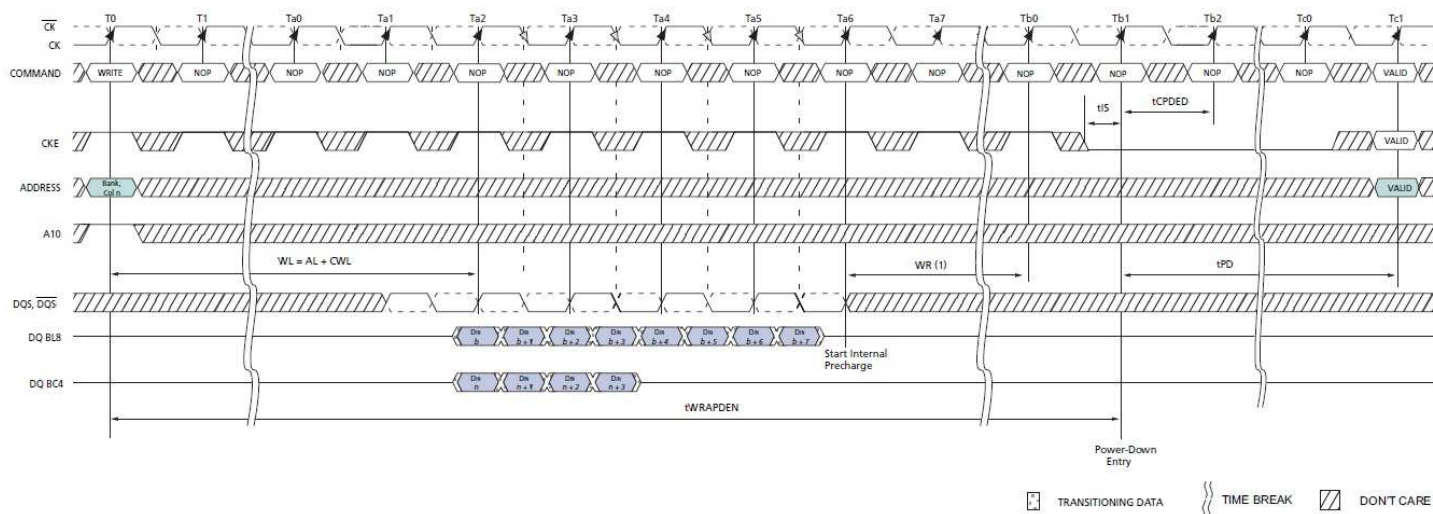 T0 T1 Ta0 Ta1 Ta2 Ta3 Ta4 Ta5 Ta6 Ta7 Tb0 Tb1 Tb2 Tc0 Tc1
CK
CK
COMMAND WRITE NOP NOP NOP NOP NOP NOP NOP NOP NOP NOP NOP NOP NOP VALID
tIS tCPDED
CKE VALID
ADDRESS Bank, Col n VALID
A10
WL = AL + CWL WR (1) tPD
DQS, DQS
DQ BL8 DIN b DIN b+1 DIN b+2 DIN b+3 DIN b+4 DIN b+5 DIN b+6 DIN b+7
Start Internal
Precharge
DQ BC4 DIN n DIN n+1 DIN n+2 DIN n+3
tWRAPDEN
Power-Down
Entry
TRANSITIONING DATA TIME BREAK DON'T CARE